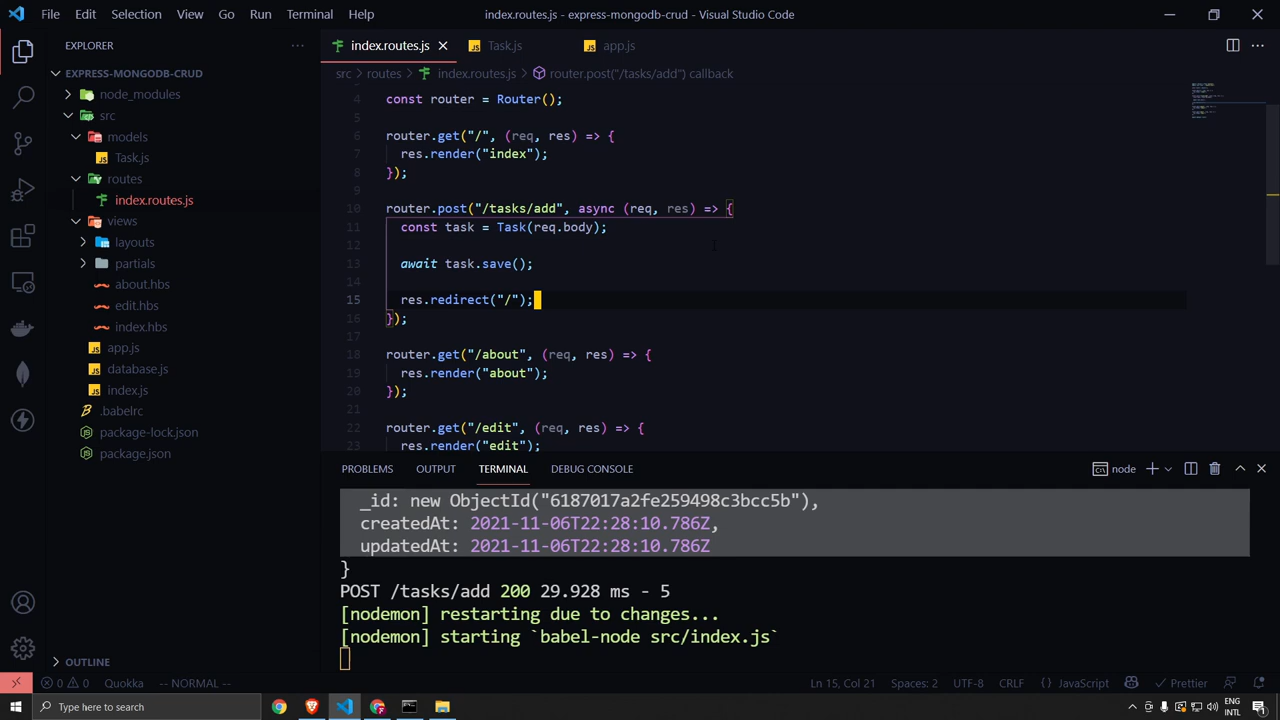 File Edit Selection View Go Run Terminal Help index.routes.js - express-mongodb-crud - Visual Studio Code
EXPLORER
EXPRESS-MONGODB-CRUD
node_modules
src
models
Task.js
routes
index.routes.js
views
layouts
partials
about.hbs
edit.hbs
index.hbs
app.js
database.js
index.js
.babelrc
package-lock.json
package.json
OUTLINE
index.routes.js Task.js app.js
src > routes > index.routes.js > router.post("/tasks/add") callback
4 const router = Router();
5
6 router.get("/", (req, res) => {
7 res.render("index");
8 });
9
10 router.post("/tasks/add", async (req, res) => {
11 const task = Task(req.body);
12
13 await task.save();
14
15 res.redirect("/");
16 });
17
18 router.get("/about", (req, res) => {
19 res.render("about");
20 });
21
22 router.get("/edit", (req, res) => {
23 res.render("edit");
PROBLEMS OUTPUT TERMINAL DEBUG CONSOLE node
_id: new ObjectId("6187017a2fe259498c3bcc5b"),
createdAt: 2021-11-06T22:28:10.786Z,
updatedAt: 2021-11-06T22:28:10.786Z
}
POST /tasks/add 200 29.928 ms - 5
[nodemon] restarting due to changes...
[nodemon] starting `babel-node src/index.js`
0 0 Quokka -- NORMAL -- Ln 15, Col 21 Spaces: 2 UTF-8 CRLF {} JavaScript Prettier
Type here to search ENG
INTL